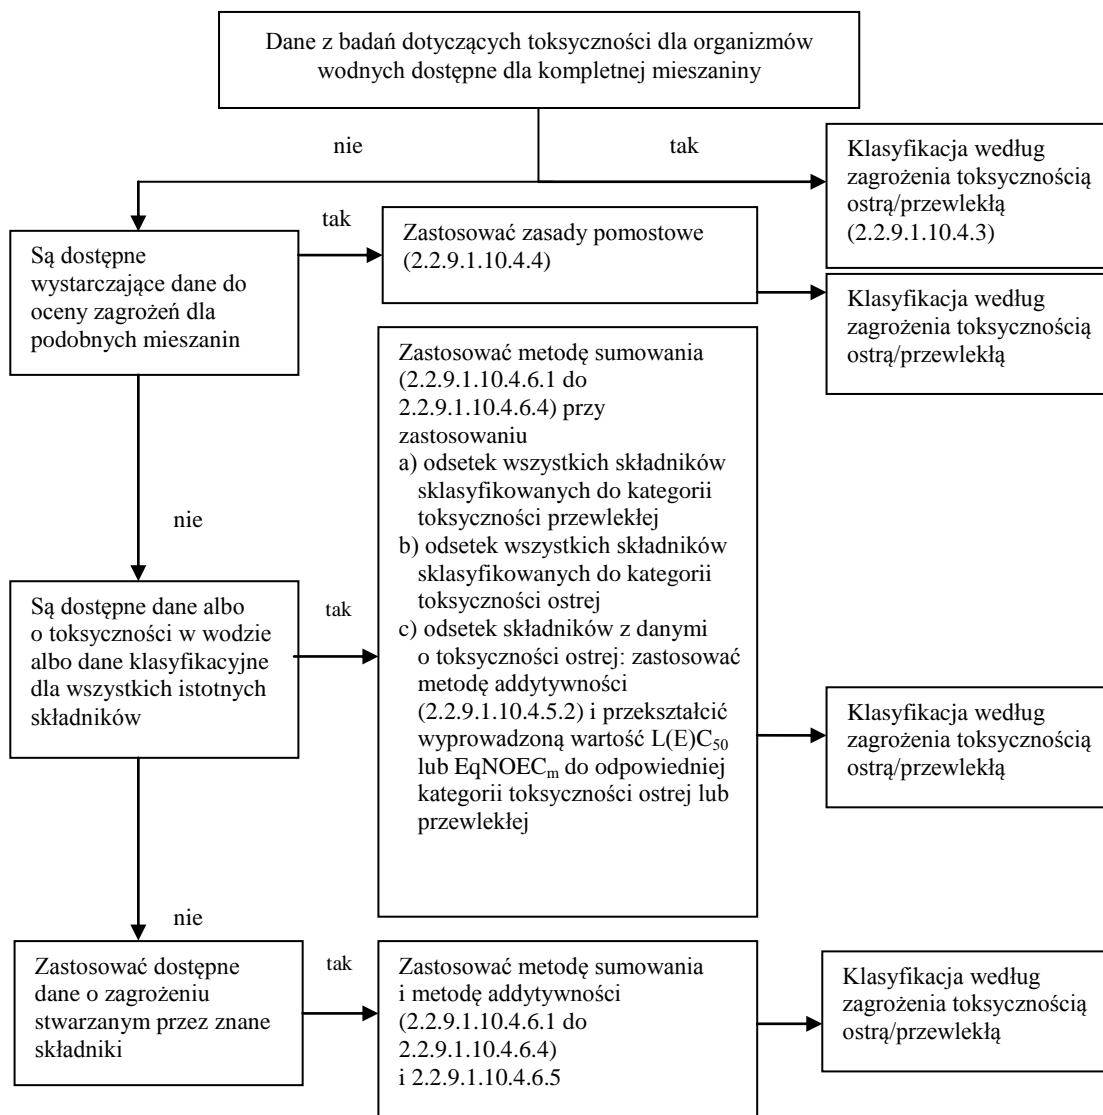 Dane z badań dotyczących toksyczności dla organizmów
wodnych dostępne dla kompletnej mieszaniny
nie
tak
Klasyfikacja według
zagrożenia toksycznością
ostrą/przewlekłą
(2.2.9.1.10.4.3)
Są dostępne
wystarczające dane do
oceny zagrożeń dla
podobnych mieszanin
tak
Zastosować zasady pomostowe
(2.2.9.1.10.4.4)
Klasyfikacja według
zagrożenia toksycznością
ostrą/przewlekłą
nie
Są dostępne dane albo
o toksyczności w wodzie
albo dane klasyfikacyjne
dla wszystkich istotnych
składników
tak
Zastosować metodę sumowania
(2.2.9.1.10.4.6.1 do
2.2.9.1.10.4.6.4) przy
zastosowaniu
a) odsetek wszystkich składników
sklasyfikowanych do kategorii
toksyczności przewlekłej
b) odsetek wszystkich składników
sklasyfikowanych do kategorii
toksyczności ostrej
c) odsetek składników z danymi
o toksyczności ostrej: zastosować
metodę addytywności
(2.2.9.1.10.4.5.2) i przekształcić
wyprowadzoną wartość L(E)C₅₀
lub EqNOECₘ do odpowiedniej
kategorii toksyczności ostrej lub
przewlekłej
Klasyfikacja według
zagrożenia toksycznością
ostrą/przewlekłą
nie
Zastosować dostępne
dane o zagrożeniu
stwarzanym przez znane
składniki
tak
Zastosować metodę sumowania
i metodę addytywności
(2.2.9.1.10.4.6.1 do
2.2.9.1.10.4.6.4)
i 2.2.9.1.10.4.6.5
Klasyfikacja według
zagrożenia toksycznością
ostrą/przewlekłą